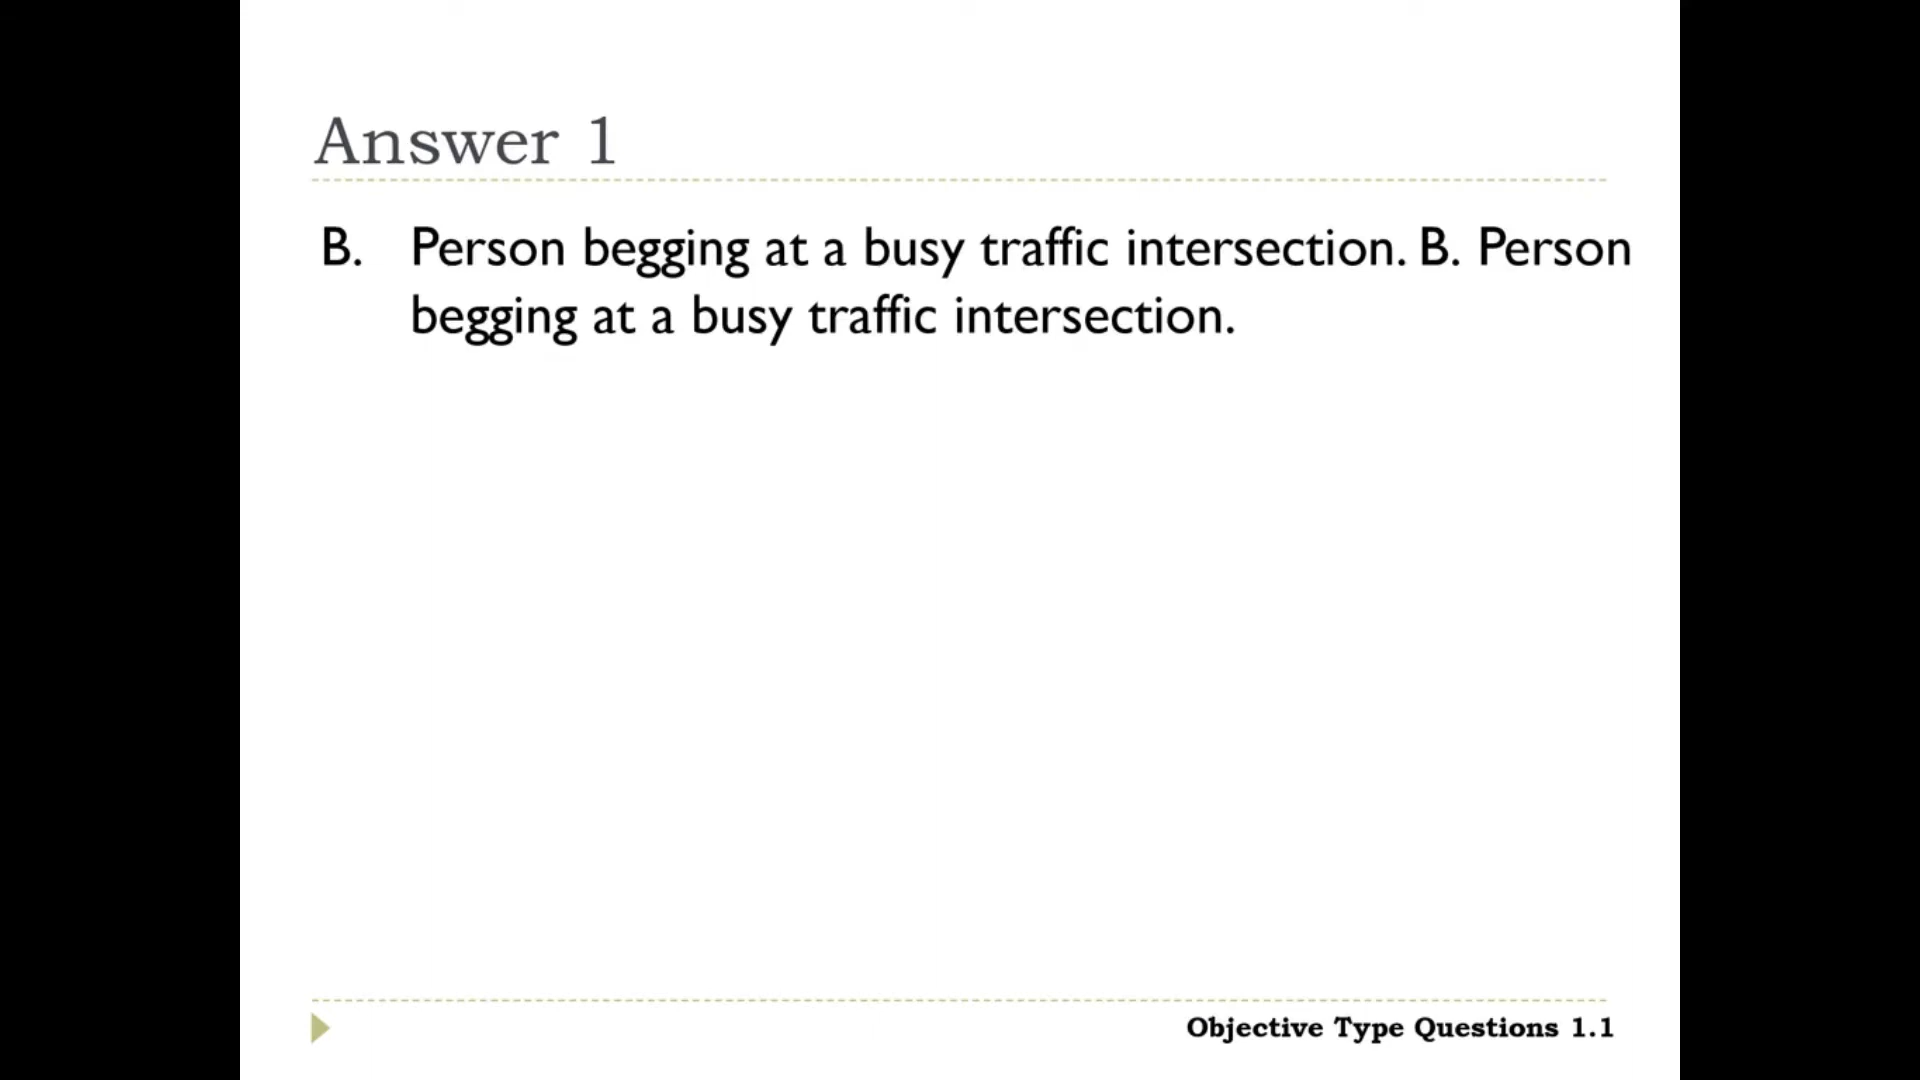 Answer 1
B. Person begging at a busy traffic intersection. B. Person
begging at a busy traffic intersection.
Objective Type Questions 1.1